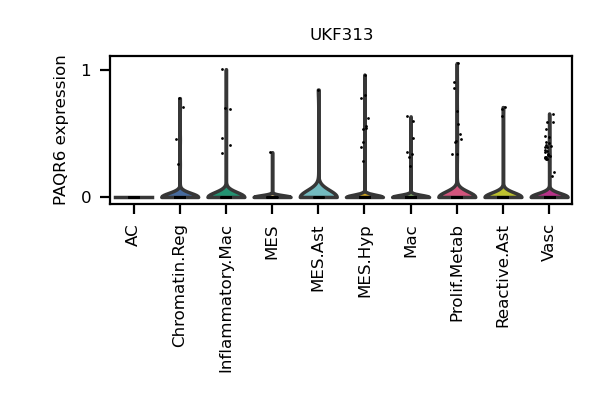 UKF313
PAQR6 expression
1
0
AC
Chromatin.Reg
Inflammatory.Mac
MES
MES.Ast
MES.Hyp
Mac
Prolif.Metab
Reactive.Ast
Vasc